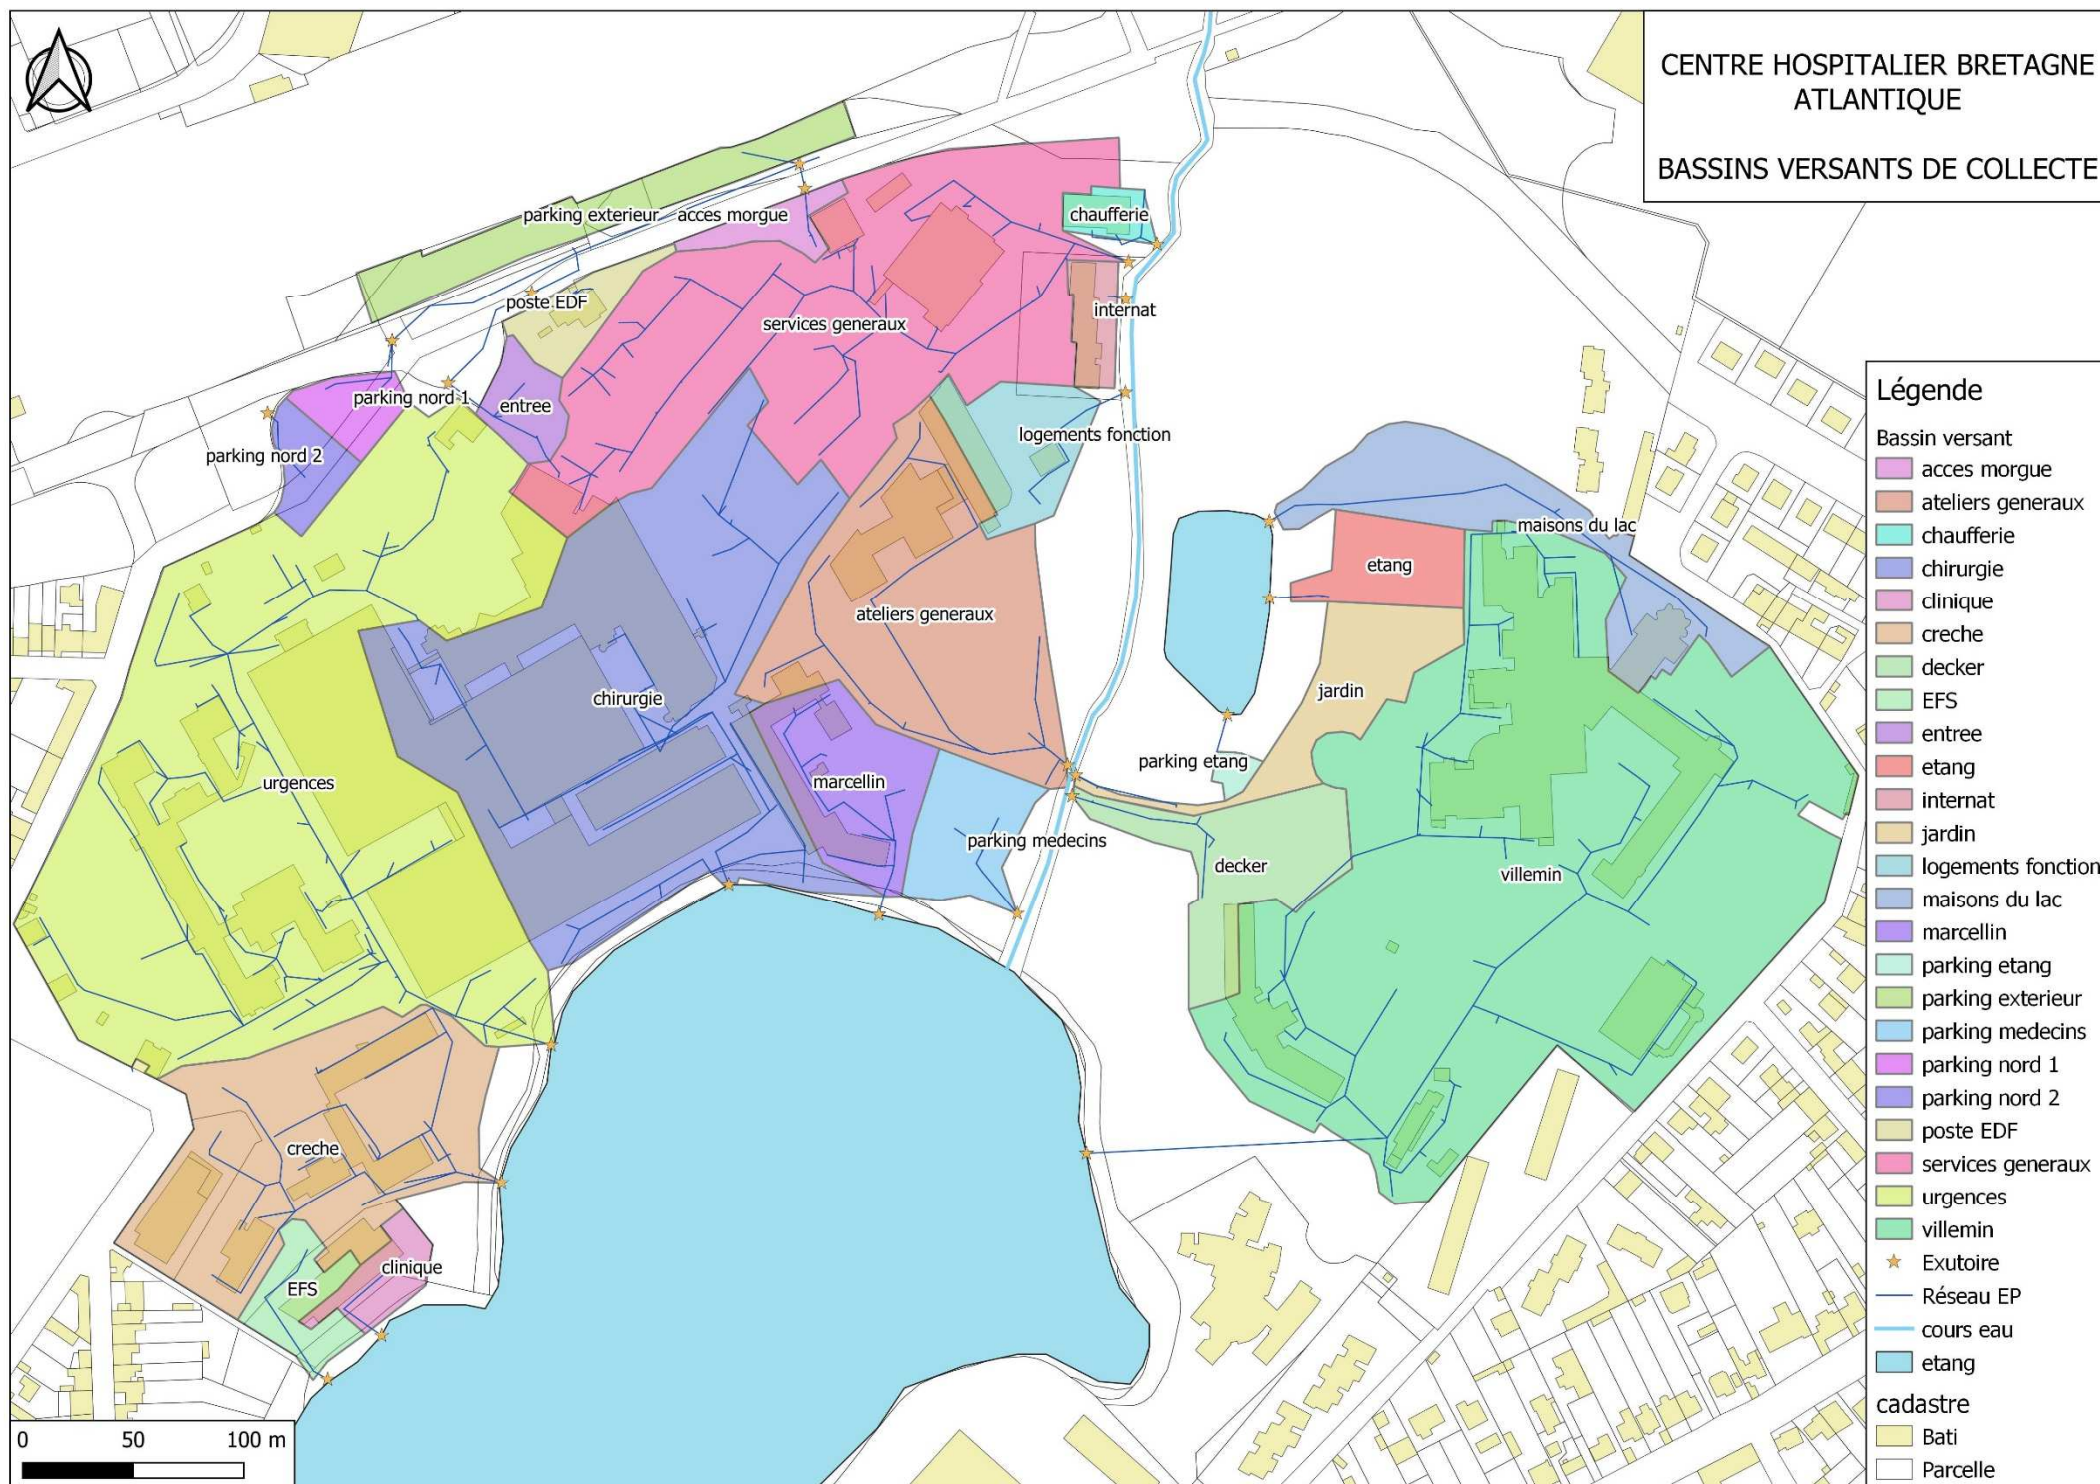 CENTRE HOSPITALIER BRETAGNE
ATLANTIQUE
BASSINS VERSANTS DE COLLECTE
parking exterieur
acces morgue
chaufferie
poste EDF
services generaux
internat
parking nord 1
entree
parking nord 2
logements fonction
maisons du lac
etang
ateliers generaux
chirurgie
jardin
parking etang
urgences
marcellin
parking medecins
decker
villemin
creche
clinique
EFS
0 50 100 m
Légende
Bassin versant
acces morgue
ateliers generaux
chaufferie
chirurgie
clinique
creche
decker
EFS
entree
etang
internat
jardin
logements fonction
maisons du lac
marcellin
parking etang
parking exterieur
parking medecins
parking nord 1
parking nord 2
poste EDF
services generaux
urgences
villemin
Exutoire
Réseau EP
cours eau
etang
cadastre
Bati
Parcelle